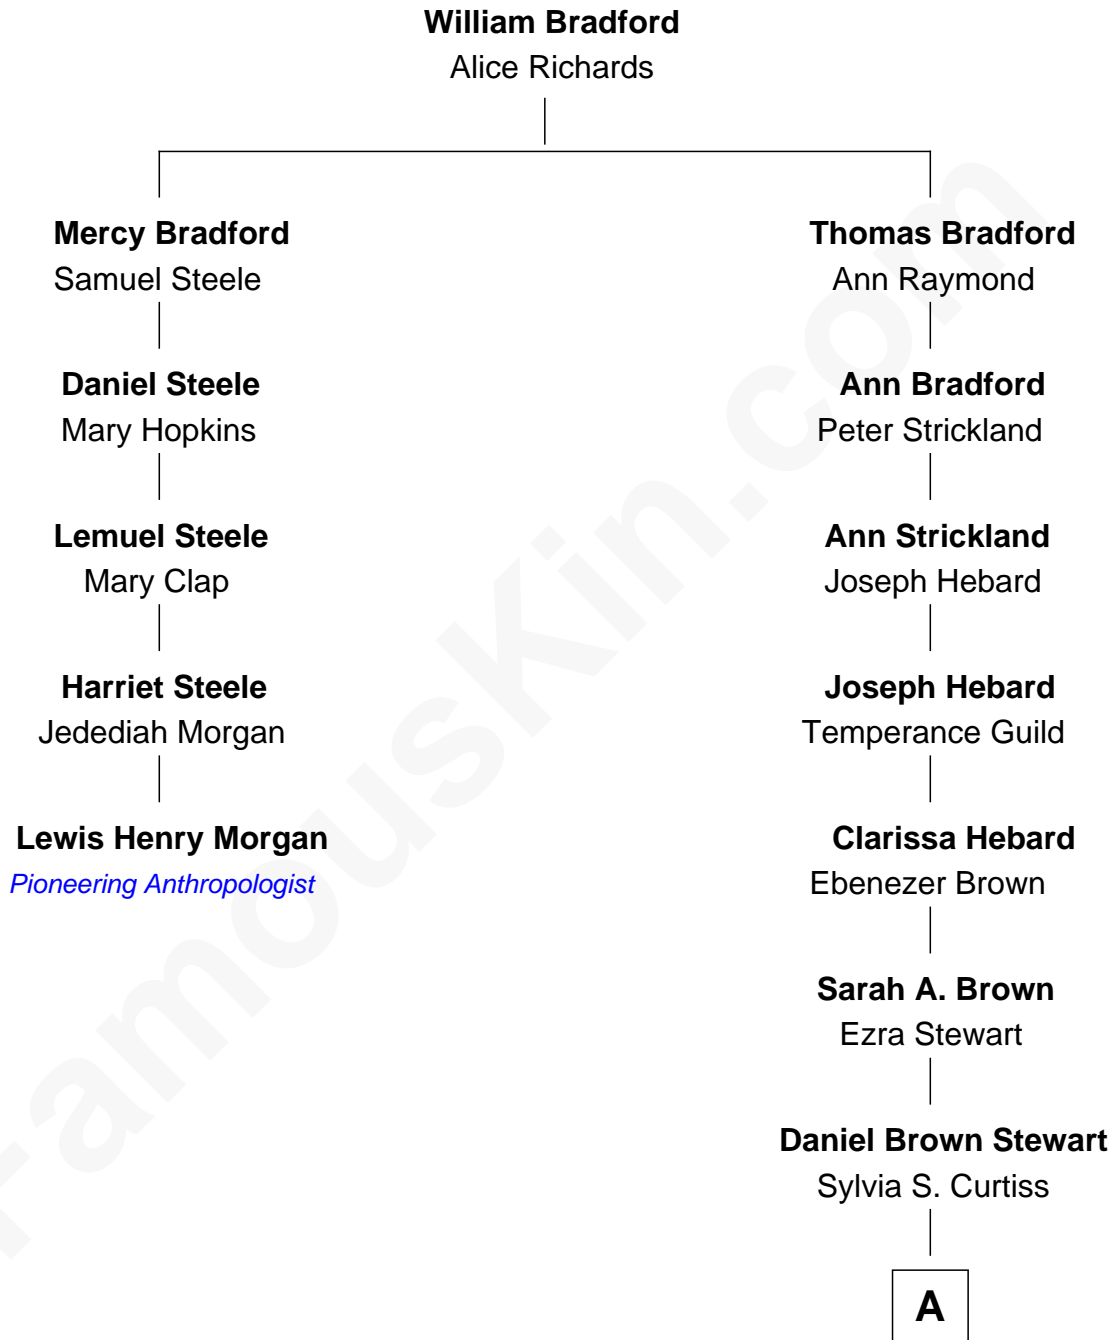 William Bradford
Alice Richards
Mercy Bradford
Samuel Steele
Thomas Bradford
Ann Raymond
Daniel Steele
Mary Hopkins
Ann Bradford
Peter Strickland
Lemuel Steele
Mary Clap
Ann Strickland
Joseph Hebard
Harriet Steele
Jedediah Morgan
Joseph Hebard
Temperance Guild
Lewis Henry Morgan
Pioneering Anthropologist
Clarissa Hebard
Ebenezer Brown
Sarah A. Brown
Ezra Stewart
Daniel Brown Stewart
Sylvia S. Curtiss
A
FamousKin.com